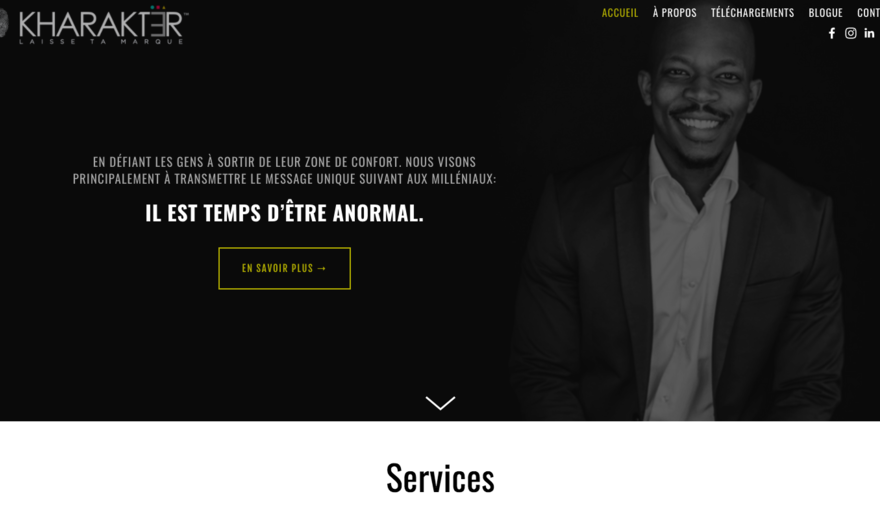 KHARAKTЁR
LAISSE TA MARQUE
ACCUEIL À PROPOS TÉLÉCHARGEMENTS BLOGUE CONT
EN DÉFIANT LES GENS À SORTIR DE LEUR ZONE DE CONFORT. NOUS VISONS
PRINCIPALEMENT À TRANSMETTRE LE MESSAGE UNIQUE SUIVANT AUX MILLÉNIAUX:
IL EST TEMPS D'ÊTRE ANORMAL.
EN SAVOIR PLUS →
Services